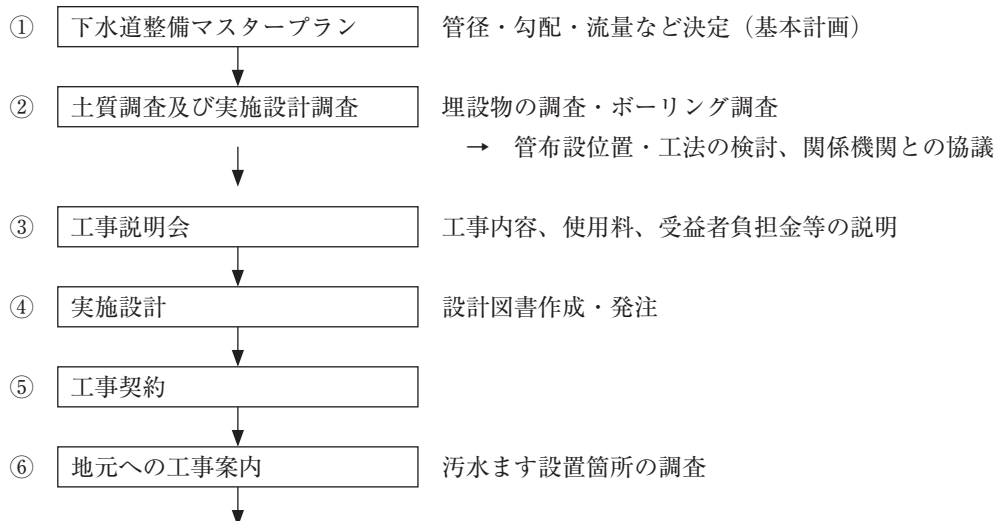 ① 下水道整備マスタープラン 管径・勾配・流量など決定（基本計画）
② 土質調査及び実施設計調査 埋設物の調査・ボーリング調査
→ 管布設位置・工法の検討、関係機関との協議
③ 工事説明会 工事内容、使用料、受益者負担金等の説明
④ 実施設計 設計図書作成・発注
⑤ 工事契約
⑥ 地元への工事案内 汚水ます設置箇所の調査